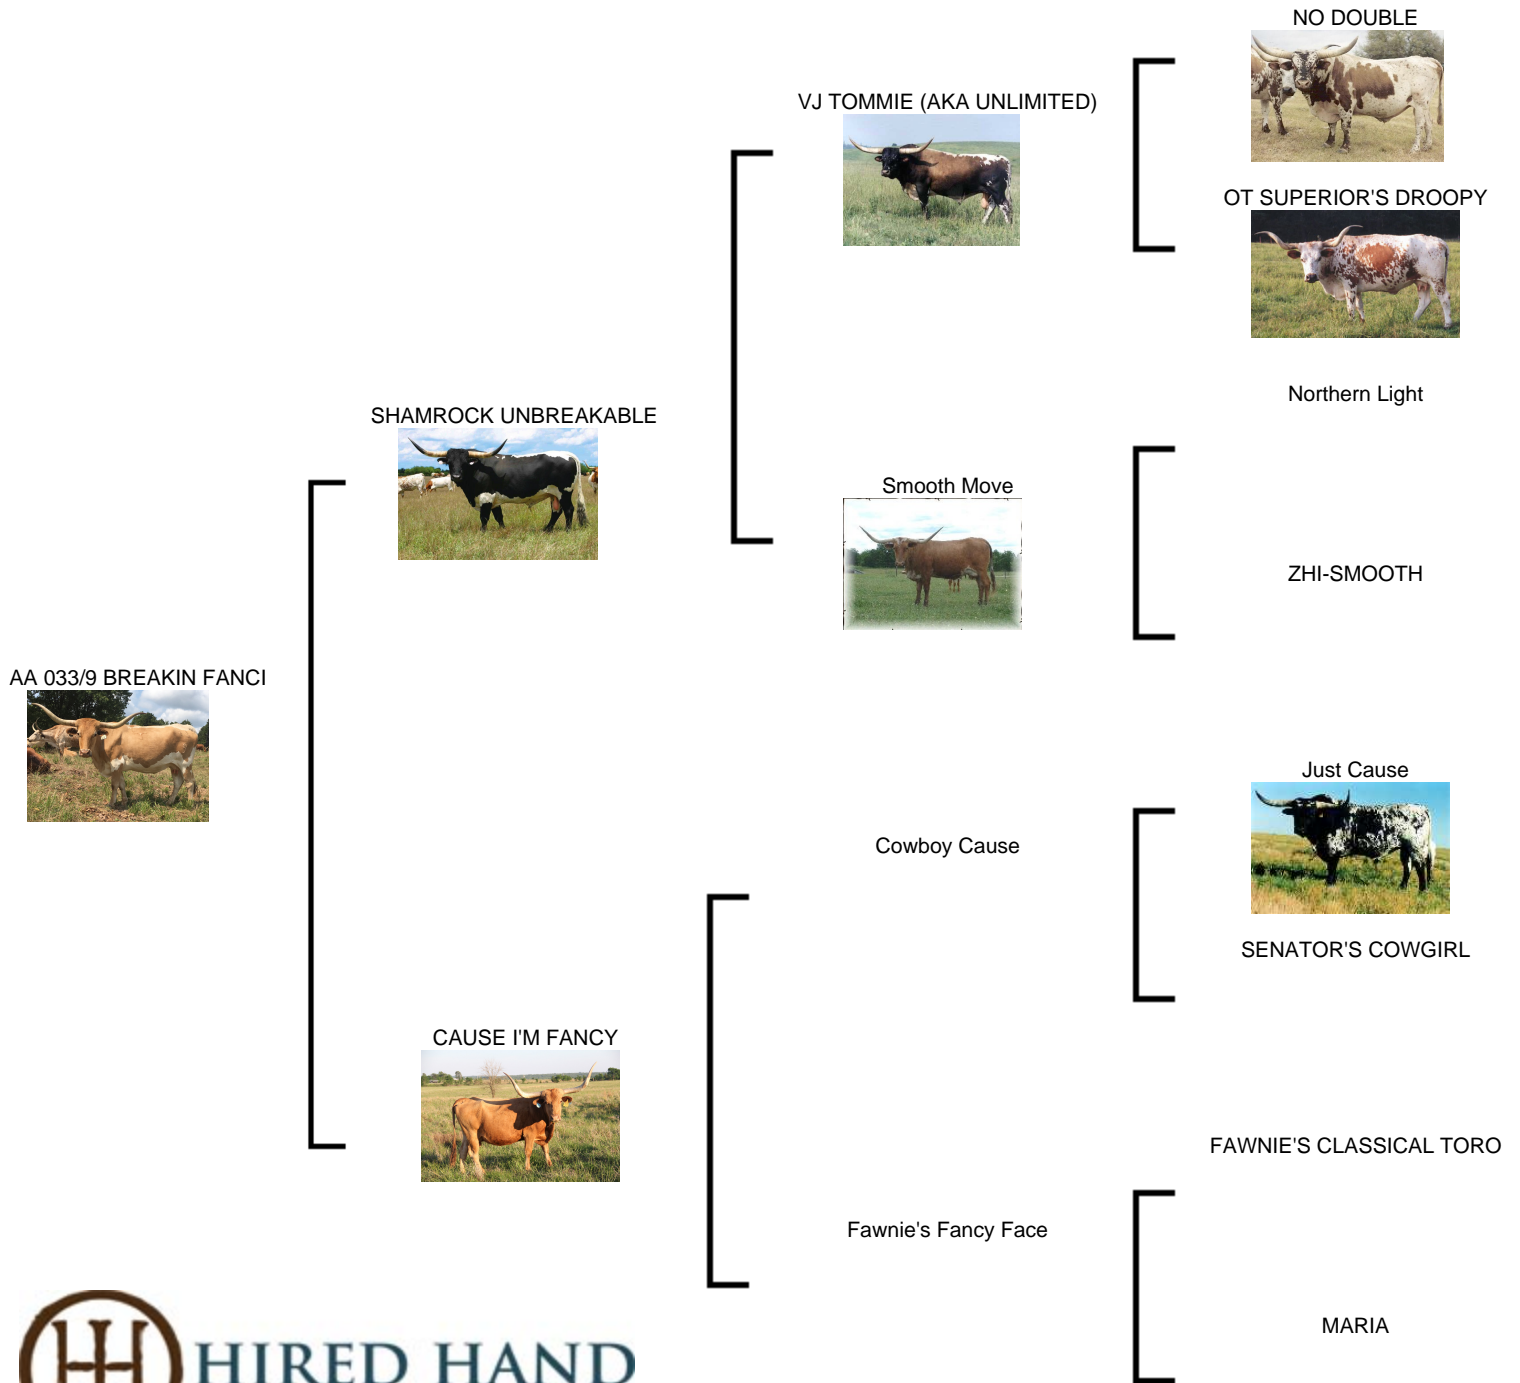 NO DOUBLE
VJ TOMMIE (AKA UNLIMITED)
OT SUPERIOR'S DROOPY
Northern Light
SHAMROCK UNBREAKABLE
Smooth Move
ZHI-SMOOTH
AA 033/9 BREAKIN FANCI
Just Cause
Cowboy Cause
SENATOR'S COWGIRL
CAUSE I'M FANCY
FAWNIE'S CLASSICAL TORO
Fawnie's Fancy Face
MARIA
HIRED HAND